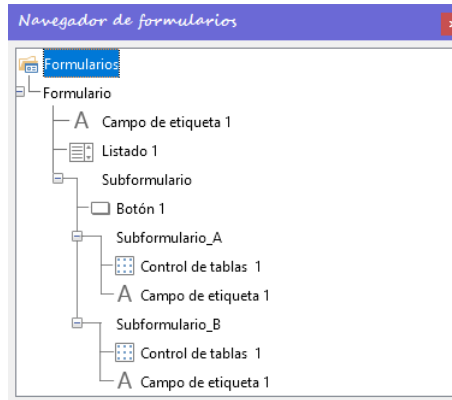 Navegador de formularios
Formularios
Formulario
Campo de etiqueta 1
Listado 1
Subformulario
Botón 1
Subformulario_A
Control de tablas 1
Campo de etiqueta 1
Subformulario_B
Control de tablas 1
Campo de etiqueta 1